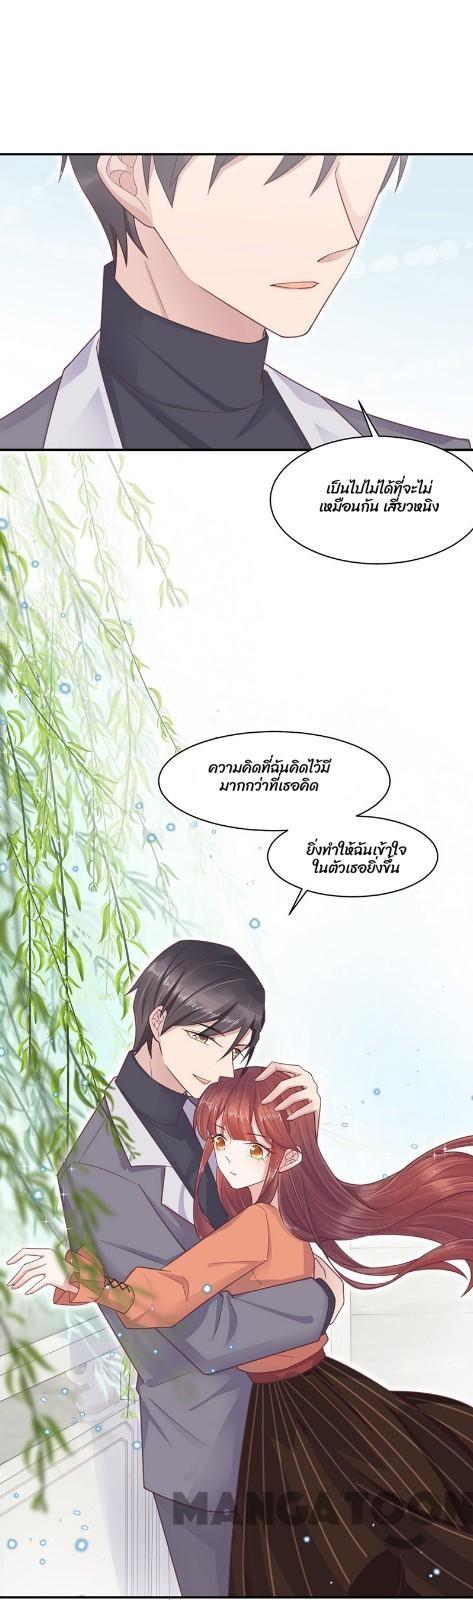 เป็นไปไม่ได้ที่จะไม่
เหมือนกัน เสี่ยวหนิง
ความคิดที่ฉันคิดไว้มี
มากกว่าที่เธอคิด
ยิ่งทำให้ฉันเข้าใจ
ในตัวเธอยิ่งขึ้น
MANGATOON